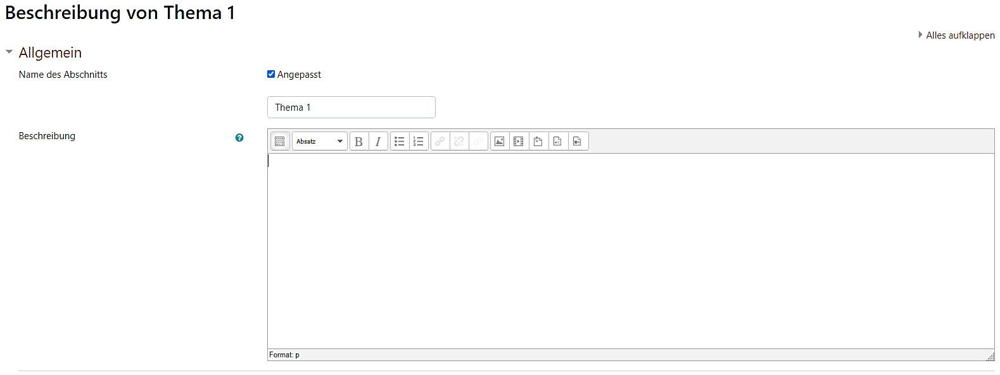 Beschreibung von Thema 1
Alles aufklappen
Allgemein
Name des Abschnitts
Angepasst
Thema 1
Beschreibung
?
Absatz
B I
Format: p